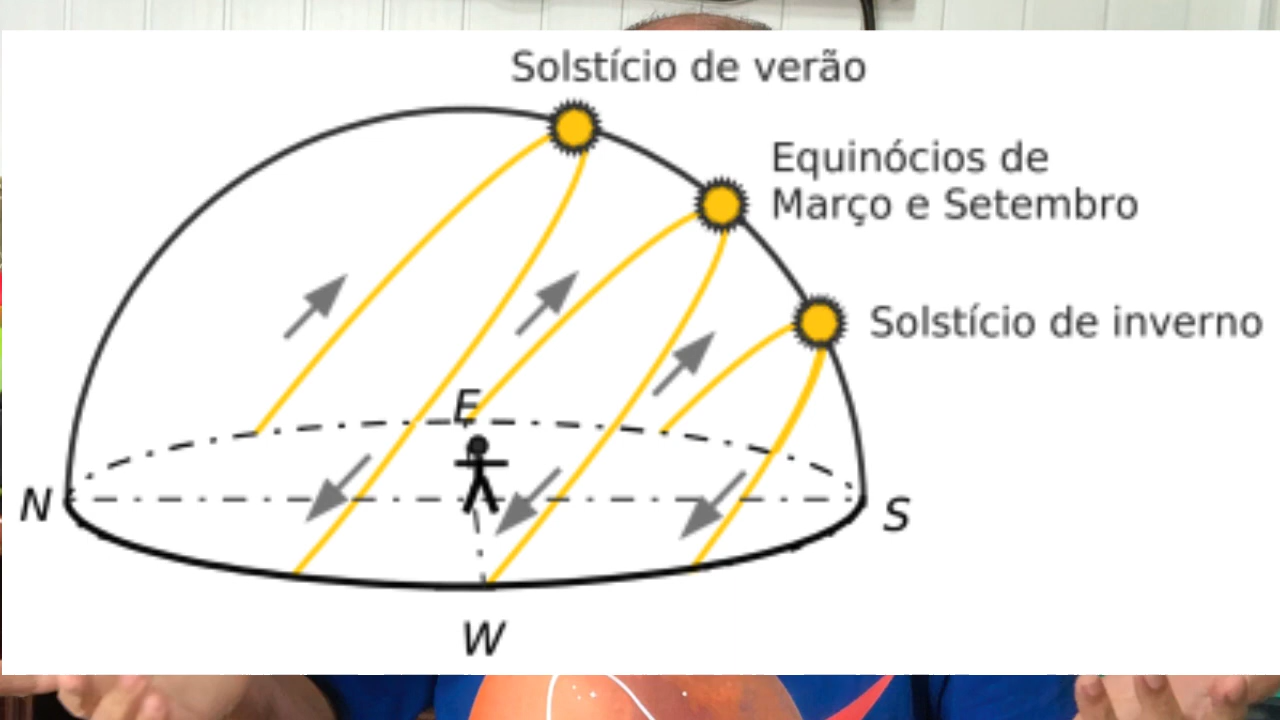 Solstício de verão
Equinócios de
Março e Setembro
Solstício de inverno
E
N
S
W